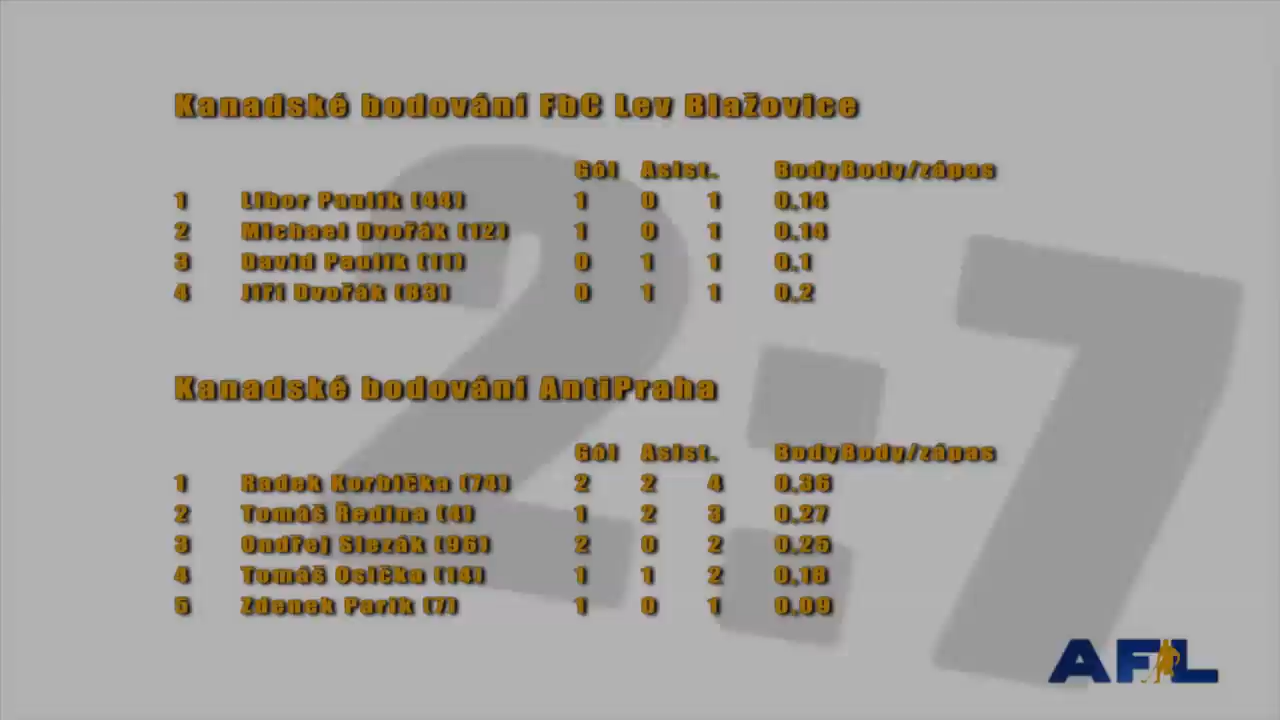 Kanadské bodování FbC Lev Blažovice
Gól Asist. BodyBody/zápas
1 Libor Paulík (44) 1 0 1 0.14
2 Michael Dvořák (12) 1 0 1 0.14
3 David Paulík (11) 0 1 1 0.1
4 Jiří Dvořák (83) 0 1 1 0.2
2:7
Kanadské bodování AntiPraha
Gól Asist. BodyBody/zápas
1 Radek Korbička (74) 2 2 4 0.36
2 Tomáš Ředina (4) 1 2 3 0.27
3 Ondřej Slezák (96) 2 0 2 0.25
4 Tomáš Osička (14) 1 1 2 0.18
5 Zdenek Parik (7) 1 0 1 0.09
AFL